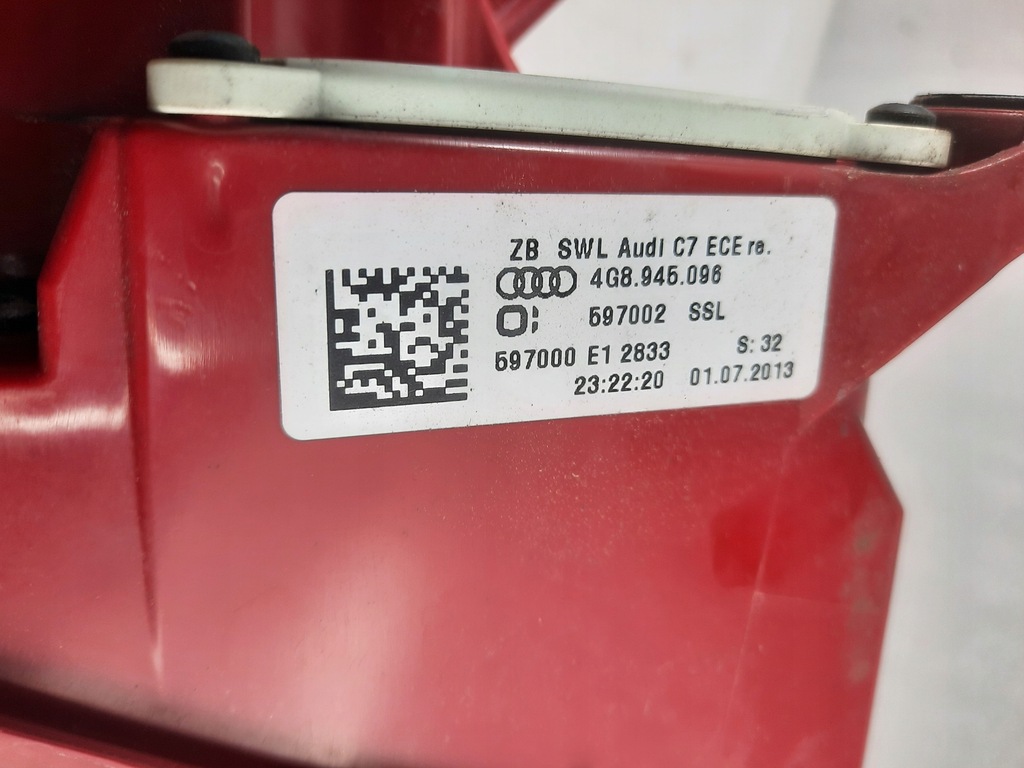 ZB SWL Audi C7 ECE re.
4G8.945.096
597002 SSL
597000 E1 2833 S: 32
23:22:20 01.07.2013